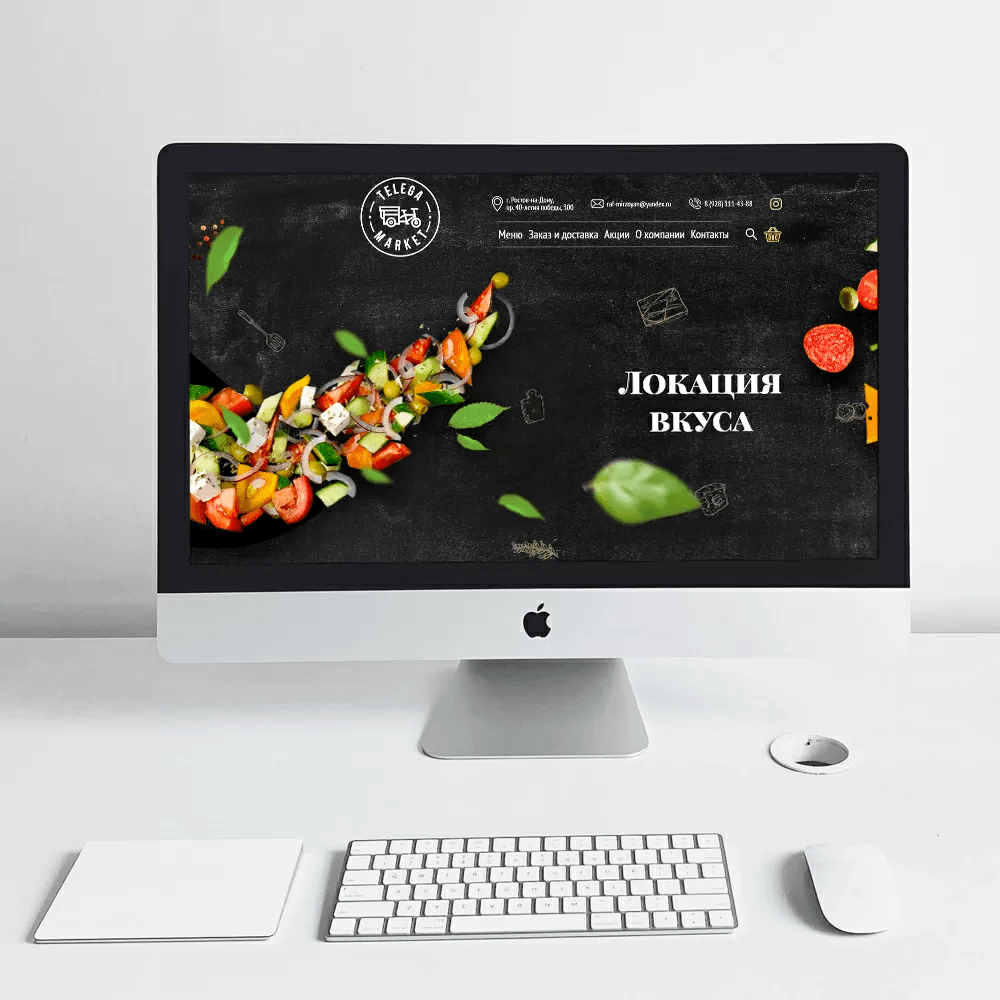 TELEGA
MARKET
г. Ростов-на-Дону,
пр. 40-летия победы, 300
raf-mirzoyan@yandex.ru
8 (928) 111-45-88
Меню Заказ и доставка Акции О компании Контакты
Локация
вкуса